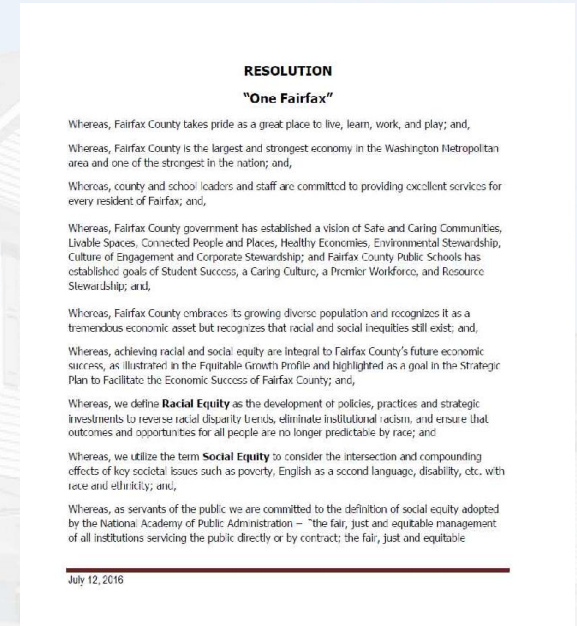 RESOLUTION
"One Fairfax"
Whereas, Fairfax County takes pride as a great place to live, learn, work, and play; and,
Whereas, Fairfax County is the largest and strongest economy in the Washington Metropolitan
area and one of the strongest in the nation; and,
Whereas, county and school leaders and staff are committed to providing excellent services for
every resident of Fairfax; and,
Whereas, Fairfax County government has established a vision of Safe and Caring Communities,
Livable Spaces, Connected People and Places, Healthy Economies, Environmental Stewardship,
Culture of Engagement and Corporate Stewardship; and Fairfax County Public Schools has
established goals of Student Success, a Caring Culture, a Premier Workforce, and Resource
Stewardship; and,
Whereas, Fairfax County embraces its growing diverse population and recognizes it as a
tremendous economic asset but recognizes that racial and social inequities still exist; and,
Whereas, achieving racial and social equity are integral to Fairfax County's future economic
success, as illustrated in the Equitable Growth Profile and highlighted as a goal in the Strategic
Plan to Facilitate the Economic Success of Fairfax County; and,
Whereas, we define Racial Equity as the development of policies, practices and strategic
investments to reverse racial disparity trends, eliminate institutional racism, and ensure that
outcomes and opportunities for all people are no longer predictable by race; and
Whereas, we utilize the term Social Equity to consider the intersection and compounding
effects of key societal issues such as poverty, English as a second language, disability, etc. with
race and ethnicity; and,
Whereas, as servants of the public we are committed to the definition of social equity adopted
by the National Academy of Public Administration – "the fair, just and equitable management
of all institutions servicing the public directly or by contract; the fair, just and equitable
July 12, 2016